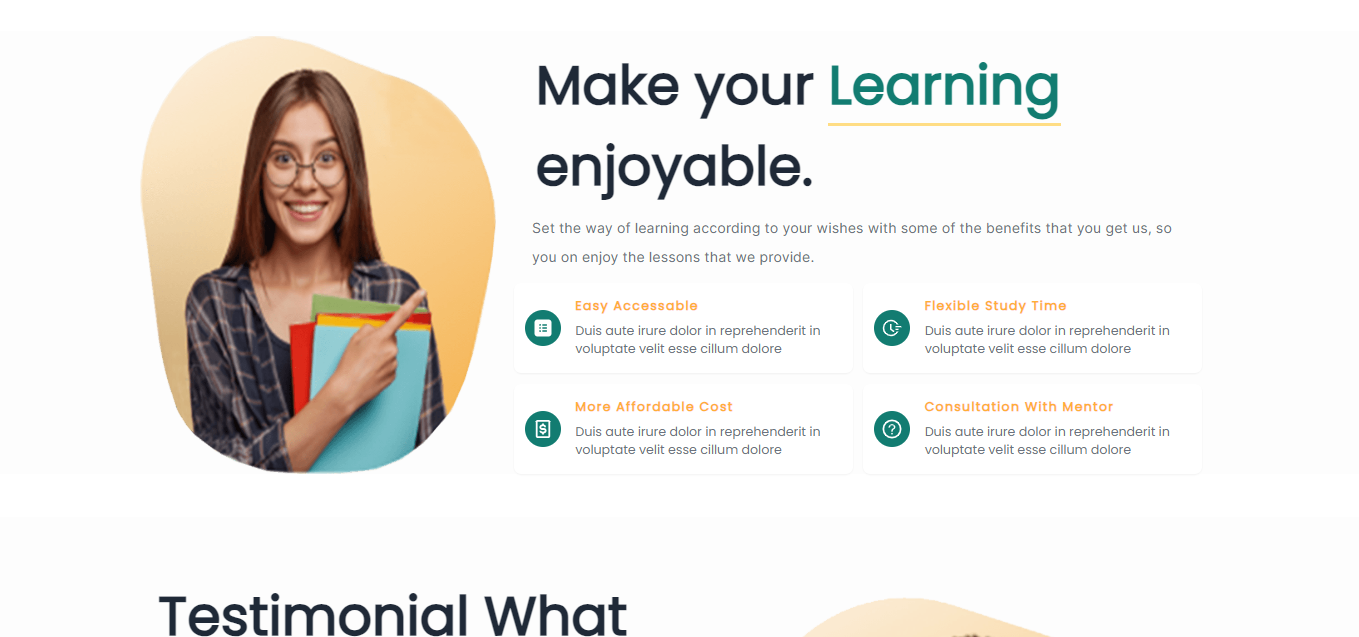 Make your Learning
enjoyable.
Set the way of learning according to your wishes with some of the benefits that you get us, so
you on enjoy the lessons that we provide.
Easy Accessable
Duis aute irure dolor in reprehenderit in
voluptate velit esse cillum dolore
Flexible Study Time
Duis aute irure dolor in reprehenderit in
voluptate velit esse cillum dolore
More Affordable Cost
Duis aute irure dolor in reprehenderit in
voluptate velit esse cillum dolore
Consultation With Mentor
Duis aute irure dolor in reprehenderit in
voluptate velit esse cillum dolore
Testimonial What